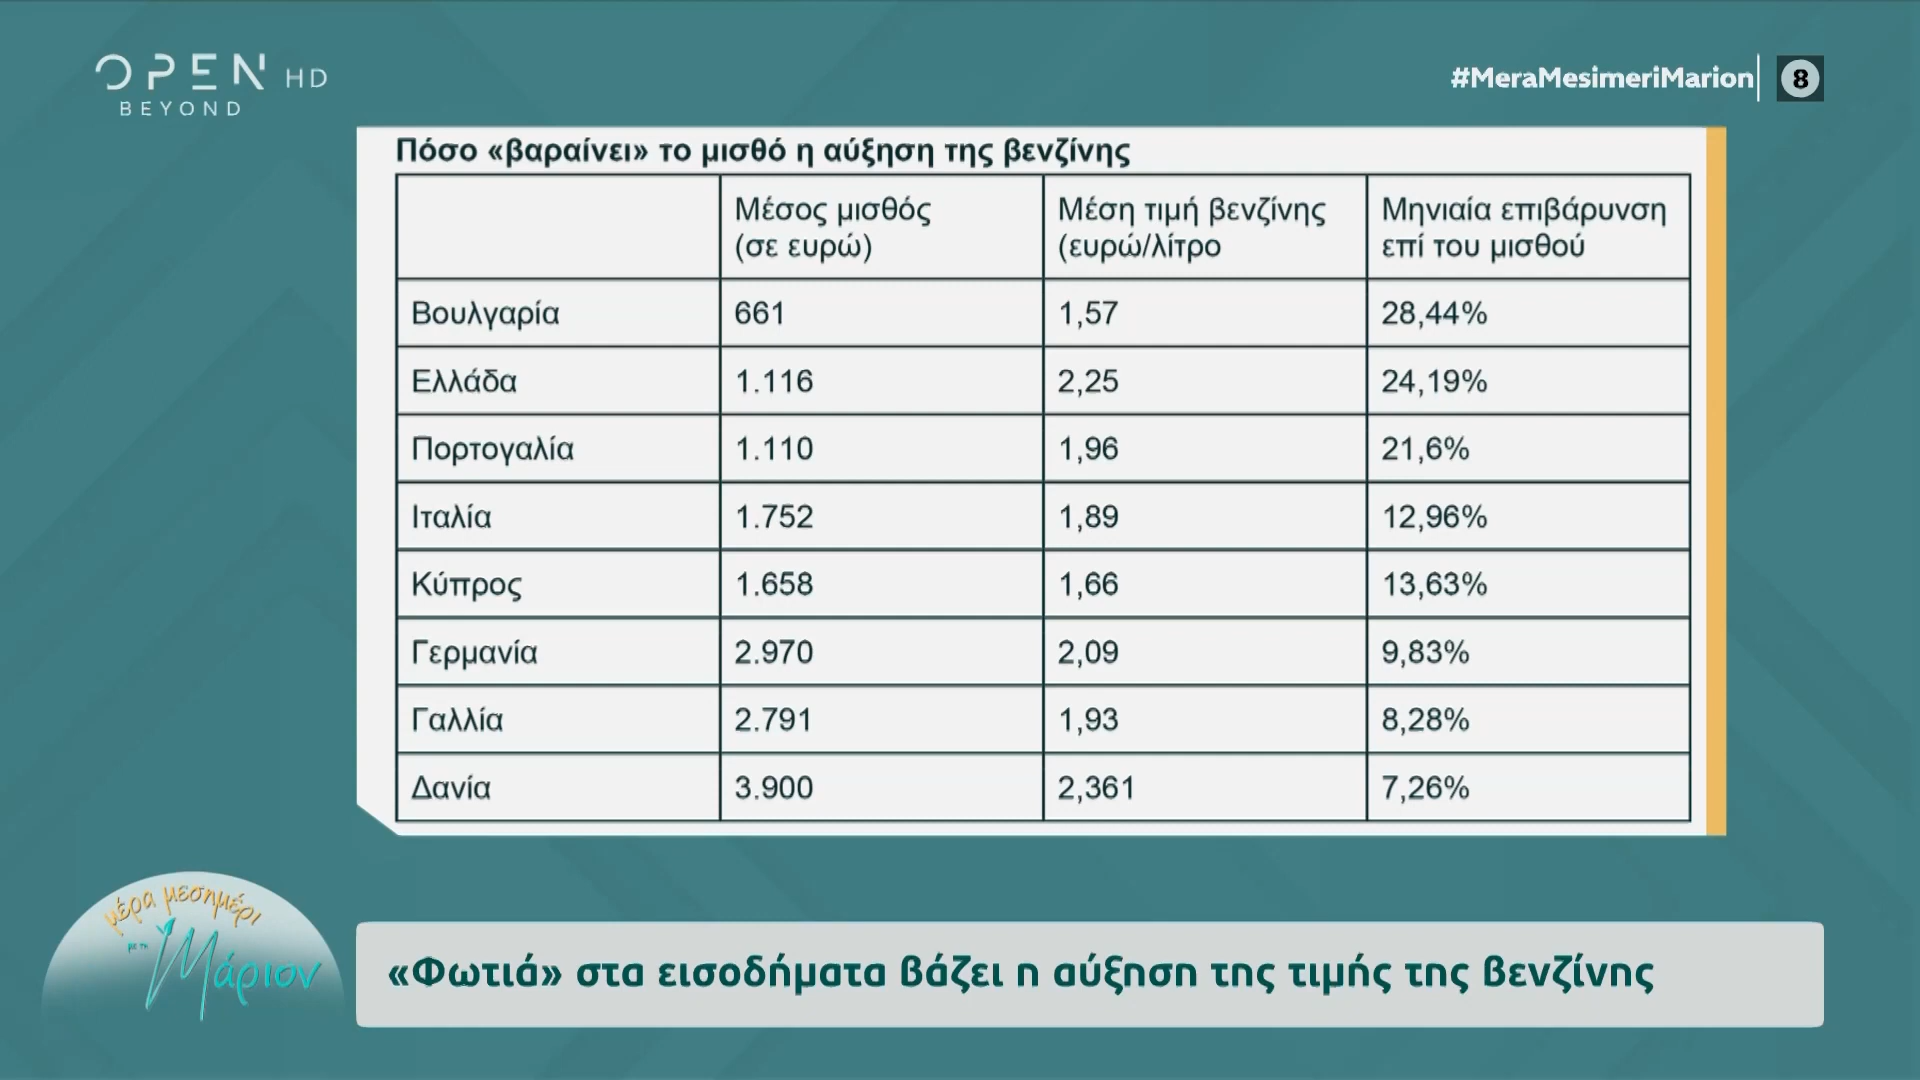 OPEN HD
BEYOND
#MeraMesimeriMarion
8
Πόσο «βαραίνει» το μισθό η αύξηση της βενζίνης
Μέσος μισθός Μέση τιμή βενζίνης Μηνιαία επιβάρυνση
(σε ευρώ) (ευρώ/λίτρο επί του μισθού
Βουλγαρία 661 1,57 28,44%
Ελλάδα 1.116 2,25 24,19%
Πορτογαλία 1.110 1,96 21,6%
Ιταλία 1.752 1,89 12,96%
Κύπρος 1.658 1,66 13,63%
Γερμανία 2.970 2,09 9,83%
Γαλλία 2.791 1,93 8,28%
Δανία 3.900 2,361 7,26%
μέρα μεσημέρι
με τη Μάριον
«Φωτιά» στα εισοδήματα βάζει η αύξηση της τιμής της βενζίνης